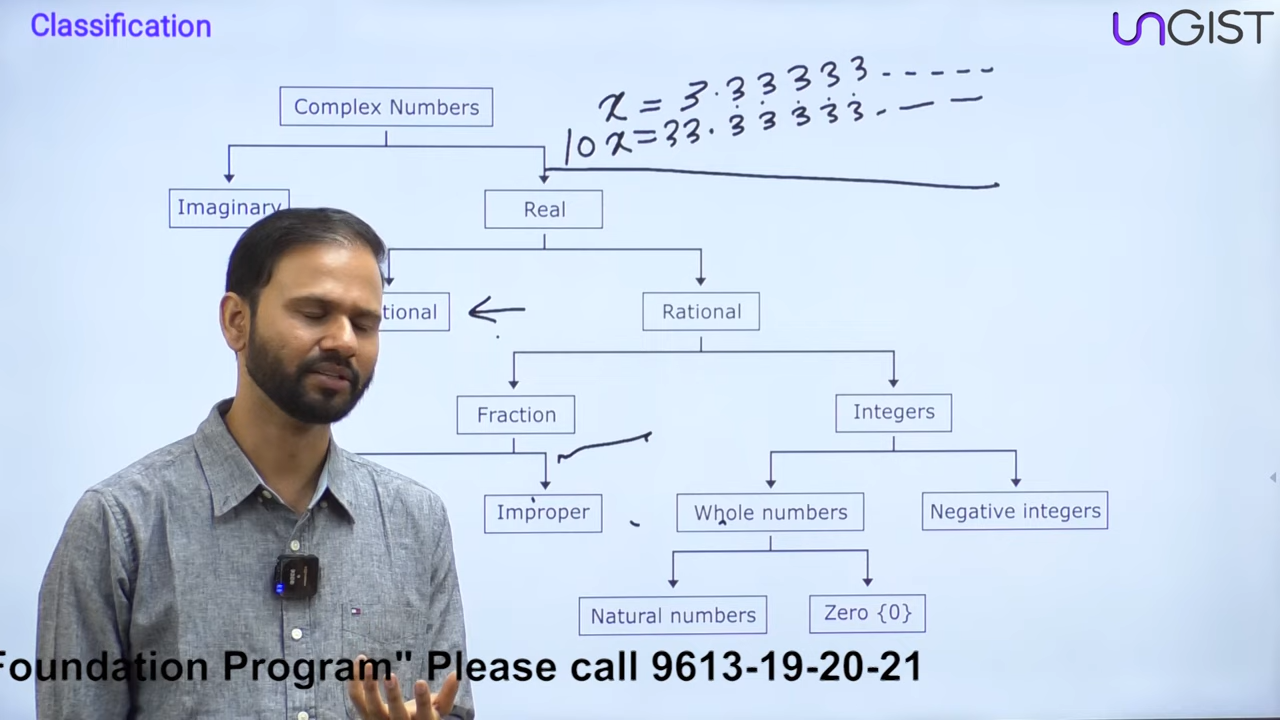 Classification
UNGIST
x = 3.33333-----
10x=33.33333.——
Complex Numbers
Imaginary
Real
tional
Rational
Fraction
Integers
Improper
Whole numbers
Negative integers
Natural numbers
Zero {0}
Foundation Program" Please call 9613-19-20-21